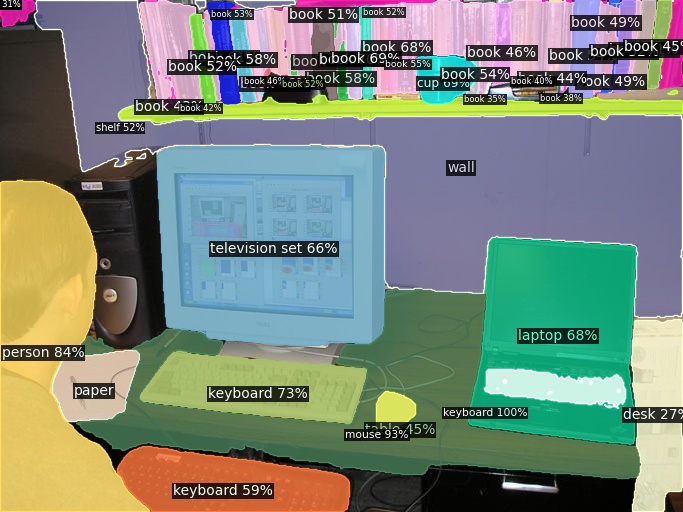 31%
book 53%
book 51%
book 52%
book 49%
book 58%
book 68%
book 46%
book 45%
book 52%
book 69%
book 55%
book 54%
book 46%
book 52%
book 58%
cup 69%
book 40%
44%
book 49%
book 42%
book 35%
book 38%
shelf 52%
wall
television set 66%
laptop 68%
person 84%
paper
keyboard 73%
keyboard 100%
desk 27%
table 45%
mouse 93%
keyboard 59%